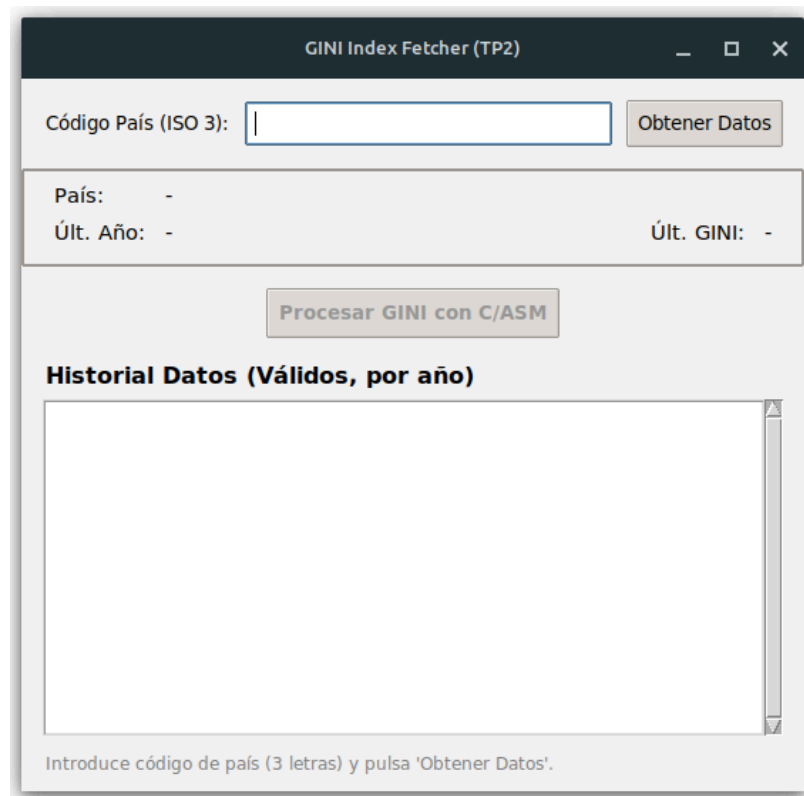 GINI Index Fetcher (TP2)
Código País (ISO 3): Obtener Datos
País: -
Últ. Año: - Últ. GINI: -
Procesar GINI con C/ASM
Historial Datos (Válidos, por año)
Introduce código de país (3 letras) y pulsa 'Obtener Datos'.